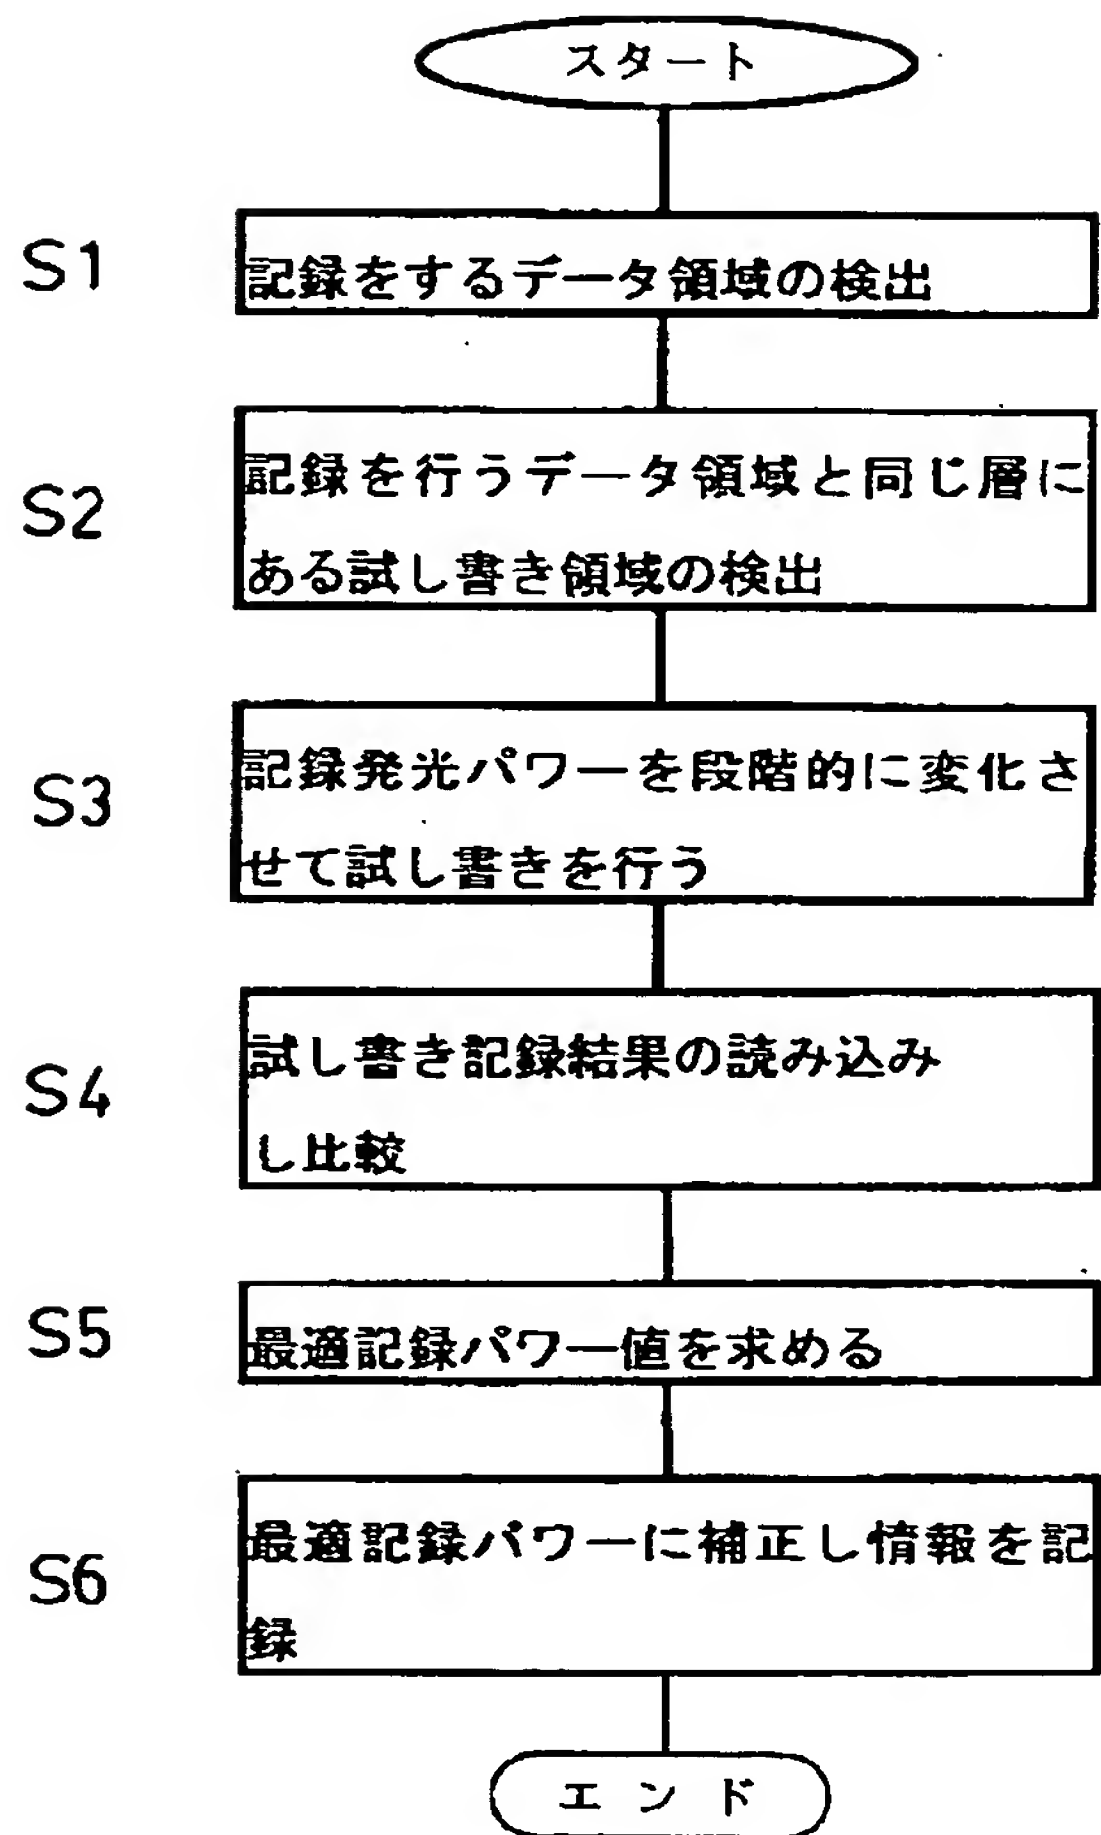 スタート
S1
記録をするデータ領域の検出
S2
記録を行うデータ領域と同じ層に
ある試し書き領域の検出
S3
記録発光パワーを段階的に変化さ
せて試し書きを行う
S4
試し書き記録結果の読み込み
し比較
S5
最適記録パワー値を求める
S6
最適記録パワーに補正し情報を記
録
エンド